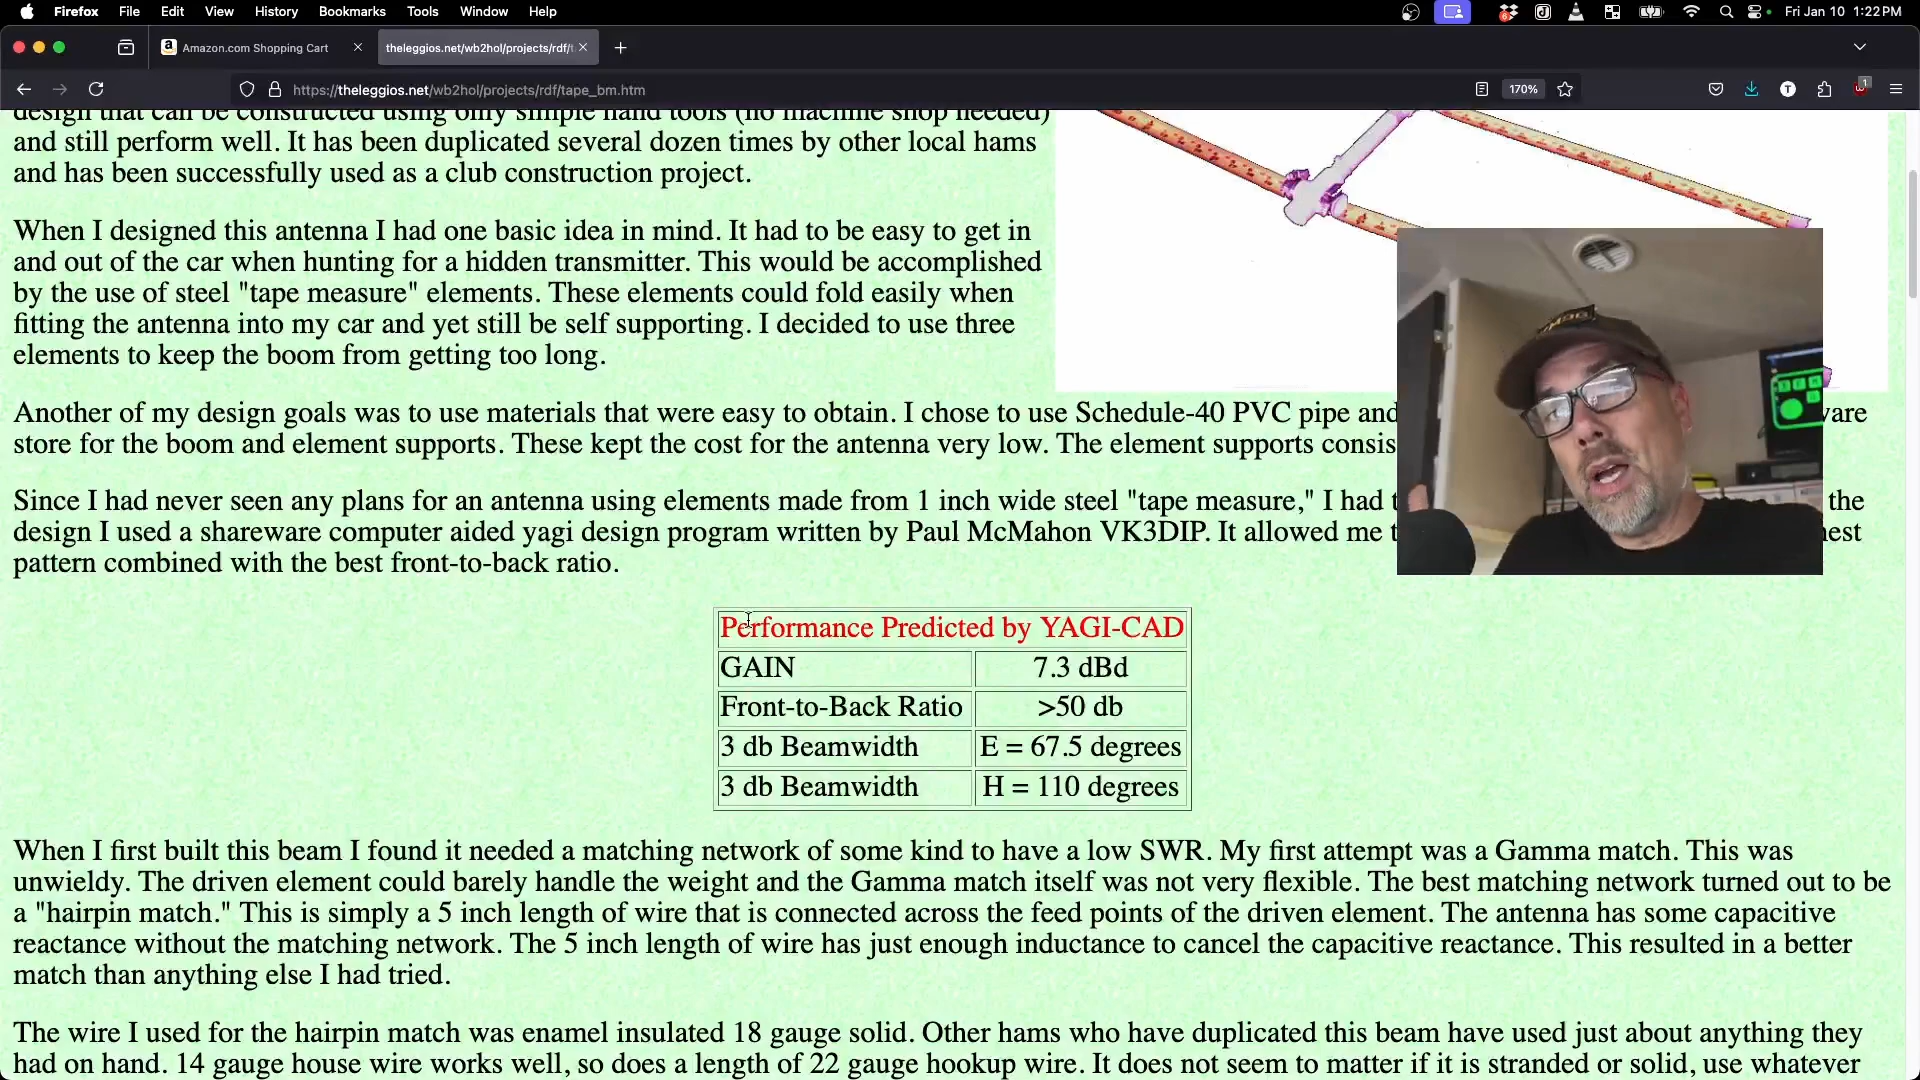 Firefox File Edit View History Bookmarks Tools Window Help
Fri Jan 10 1:22 PM
Amazon.com Shopping Cart
theleggios.net/wb2hol/projects/rdf/t
https://theleggios.net/wb2hol/projects/rdf/tape_bm.htm
170%
1
design that can be constructed using only simple hand tools (no machine shop needed)
and still perform well. It has been duplicated several dozen times by other local hams
and has been successfully used as a club construction project.
When I designed this antenna I had one basic idea in mind. It had to be easy to get in
and out of the car when hunting for a hidden transmitter. This would be accomplished
by the use of steel "tape measure" elements. These elements could fold easily when
fitting the antenna into my car and yet still be self supporting. I decided to use three
elements to keep the boom from getting too long.
Another of my design goals was to use materials that were easy to obtain. I chose to use Schedule-40 PVC pipe and
store for the boom and element supports. These kept the cost for the antenna very low. The element supports
Since I had never seen any plans for an antenna using elements made from 1 inch wide steel "tape measure," I had the
design I used a shareware computer aided yagi design program written by Paul McMahon VK3DIP. It allowed me
pattern combined with the best front-to-back ratio.
Performance Predicted by YAGI-CAD
GAIN 7.3 dBd
Front-to-Back Ratio >50 db
3 db Beamwidth E = 67.5 degrees
3 db Beamwidth H = 110 degrees
When I first built this beam I found it needed a matching network of some kind to have a low SWR. My first attempt was a Gamma match. This was
unwieldy. The driven element could barely handle the weight and the Gamma match itself was not very flexible. The best matching network turned out to be
a "hairpin match." This is simply a 5 inch length of wire that is connected across the feed points of the driven element. The antenna has some capacitive
reactance without the matching network. The 5 inch length of wire has just enough inductance to cancel the capacitive reactance. This resulted in a better
match than anything else I had tried.
The wire I used for the hairpin match was enamel insulated 18 gauge solid. Other hams who have duplicated this beam have used just about anything they
had on hand. 14 gauge house wire works well, so does a length of 22 gauge hookup wire. It does not seem to matter if it is stranded or solid, use whatever